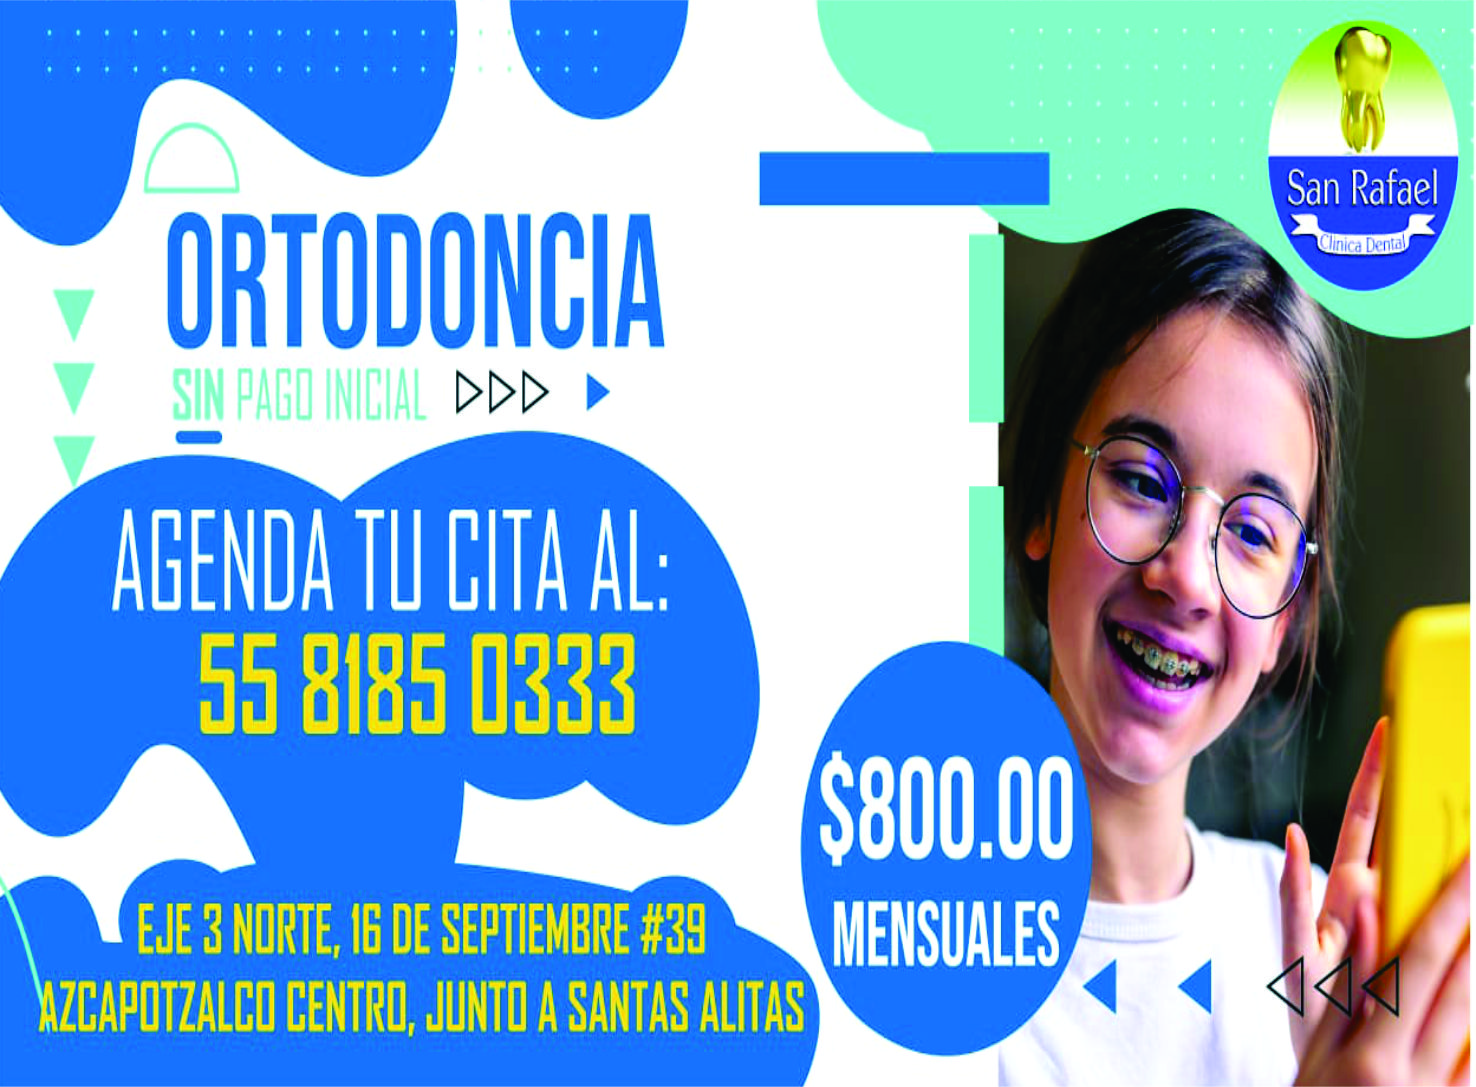 San Rafael
Clínica Dental
ORTODONCIA
SIN PAGO INICIAL
AGENDA TU CITA AL:
55 8185 0333
$800.00
MENSUALES
EJE 3 NORTE, 16 DE SEPTIEMBRE #39
AZCAPOTZALCO CENTRO, JUNTO A SANTAS ALITAS